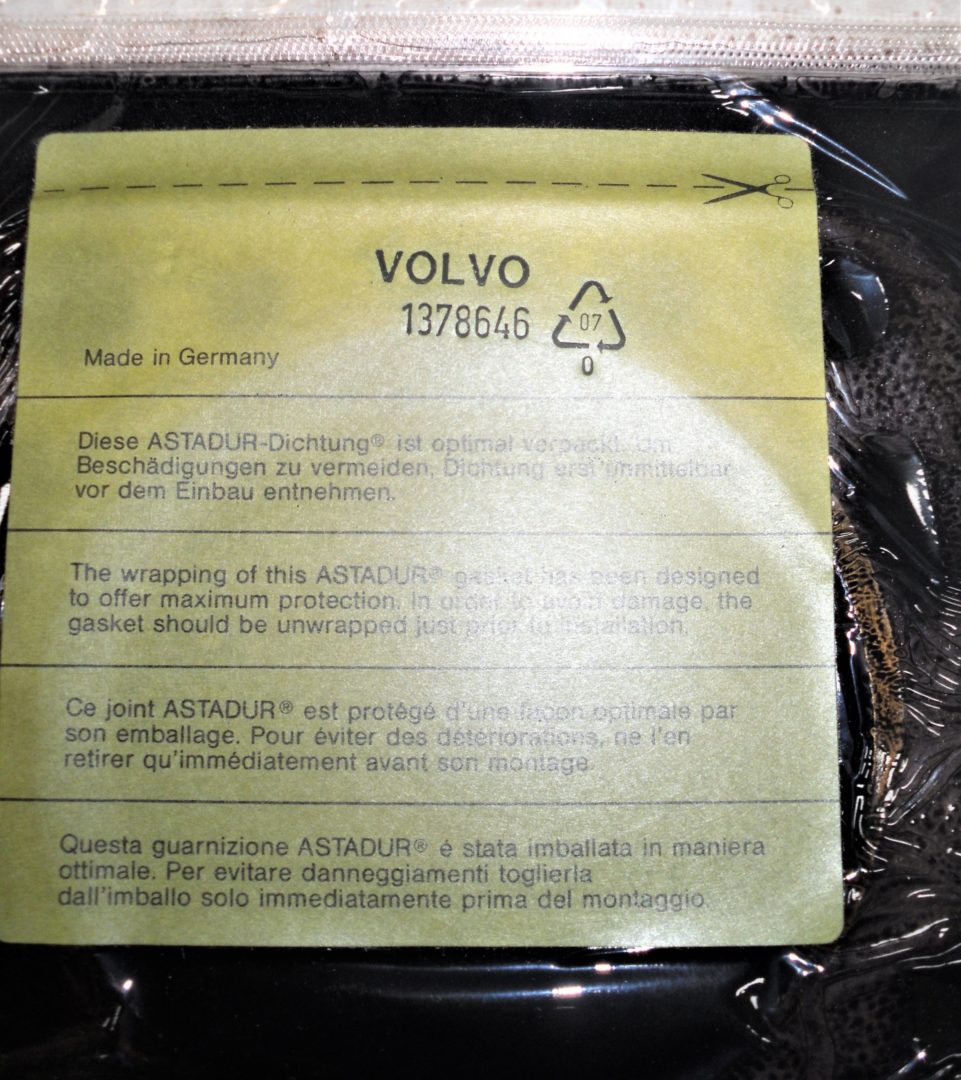 VOLVO
1378646
07
0
Made in Germany
Diese ASTADUR-Dichtung® ist optimal verpackt. Um
Beschädigungen zu vermeiden, Dichtung erst unmittelbar
vor dem Einbau entnehmen.
The wrapping of this ASTADUR® gasket has been designed
to offer maximum protection. In order to avoid damage, the
gasket should be unwrapped just prior to installation.
Ce joint ASTADUR® est protégé d'une façon optimale par
son emballage. Pour éviter des détériorations, ne l'en
retirer qu'immédiatement avant son montage
Questa guarnizione ASTADUR® é stata imballata in maniera
ottimale. Per evitare danneggiamenti toglierla
dall'imballo solo immediatamente prima del montaggio.